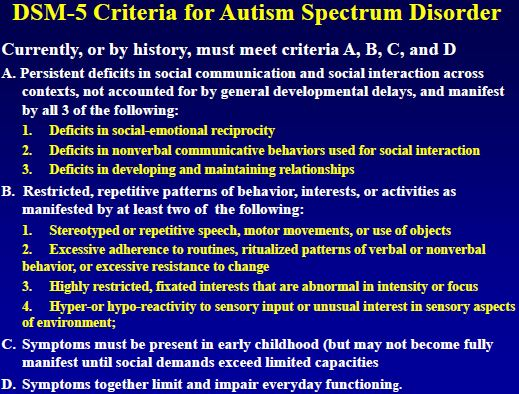 DSM-5 Criteria for Autism Spectrum Disorder
Currently, or by history, must meet criteria A, B, C, and D
A. Persistent deficits in social communication and social interaction across
contexts, not accounted for by general developmental delays, and manifest
by all 3 of the following:
1. Deficits in social-emotional reciprocity
2. Deficits in nonverbal communicative behaviors used for social interaction
3. Deficits in developing and maintaining relationships
B. Restricted, repetitive patterns of behavior, interests, or activities as
manifested by at least two of the following:
1. Stereotyped or repetitive speech, motor movements, or use of objects
2. Excessive adherence to routines, ritualized patterns of verbal or nonverbal
behavior, or excessive resistance to change
3. Highly restricted, fixated interests that are abnormal in intensity or focus
4. Hyper-or hypo-reactivity to sensory input or unusual interest in sensory aspects
of environment;
C. Symptoms must be present in early childhood (but may not become fully
manifest until social demands exceed limited capacities
D. Symptoms together limit and impair everyday functioning.